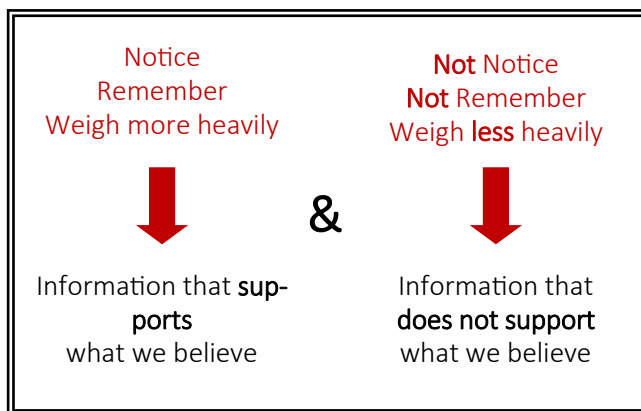 Notice
Remember
Weigh more heavily
Not Notice
Not Remember
Weigh less heavily
&
Information that sup-
ports
what we believe
Information that
does not support
what we believe